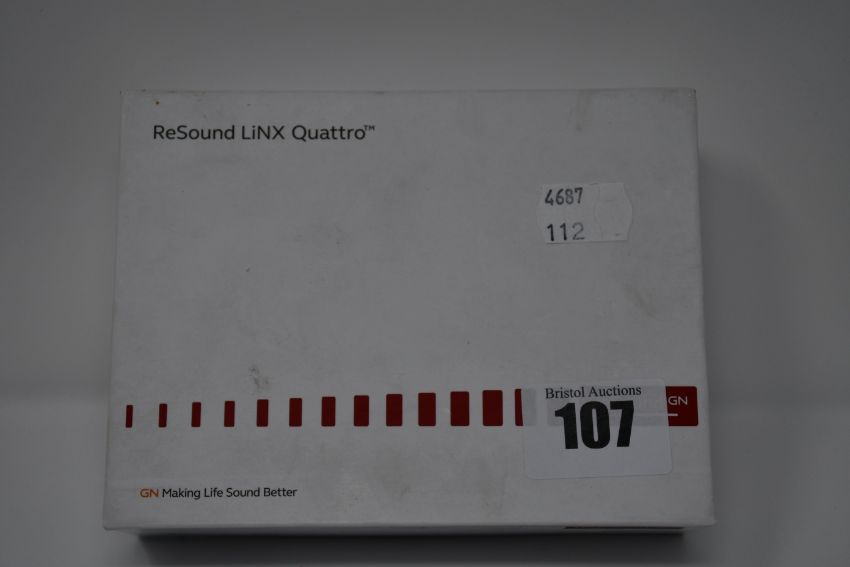 ReSound LiNX Quattro™
4687
112
Bristol Auctions
107
GN
GN Making Life Sound Better